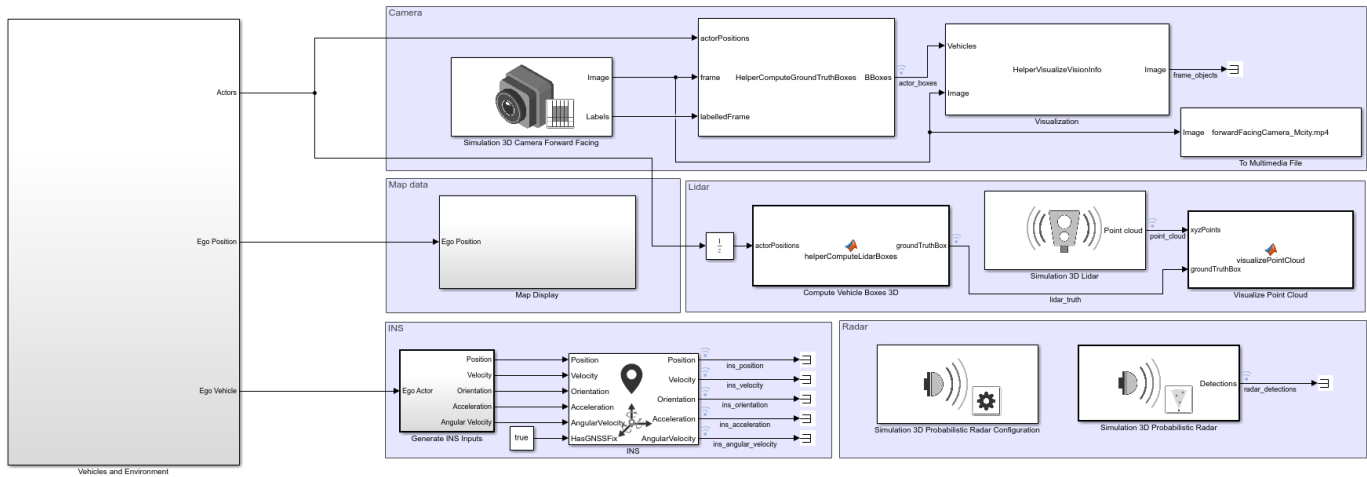 Camera
Actors
Ego Position
Ego Vehicle
Vehicles and Environment
Image
Labels
Simulation 3D Camera Forward Facing
actorPositions
frame
labelledFrame
HelperComputeGroundTruthBoxes
BBoxes
actor_boxes
Vehicles
Image
HelperVisualizeVisionInfo
Image
Visualization
frame_objects
Image
forwardFacingCamera_Mcity.mp4
To Multimedia File
Map data
Ego Position
Map Display
Lidar
1
z
actorPositions
helperComputeLidarBoxes
groundTruthBox
Compute Vehicle Boxes 3D
lidar_truth
Point cloud
Simulation 3D Lidar
point_cloud
xyzPoints
groundTruthBox
visualizePointCloud
Visualize Point Cloud
INS
Ego Actor
Position
Velocity
Orientation
Acceleration
Angular Velocity
Generate INS Inputs
true
Position
Velocity
Orientation
Acceleration
AngularVelocity
HasGNSSFix
Position
Velocity
Orientation
Acceleration
AngularVelocity
INS
ins_position
ins_velocity
ins_orientation
ins_acceleration
ins_angular_velocity
Radar
Simulation 3D Probabilistic Radar Configuration
Detections
Simulation 3D Probabilistic Radar
radar_detections